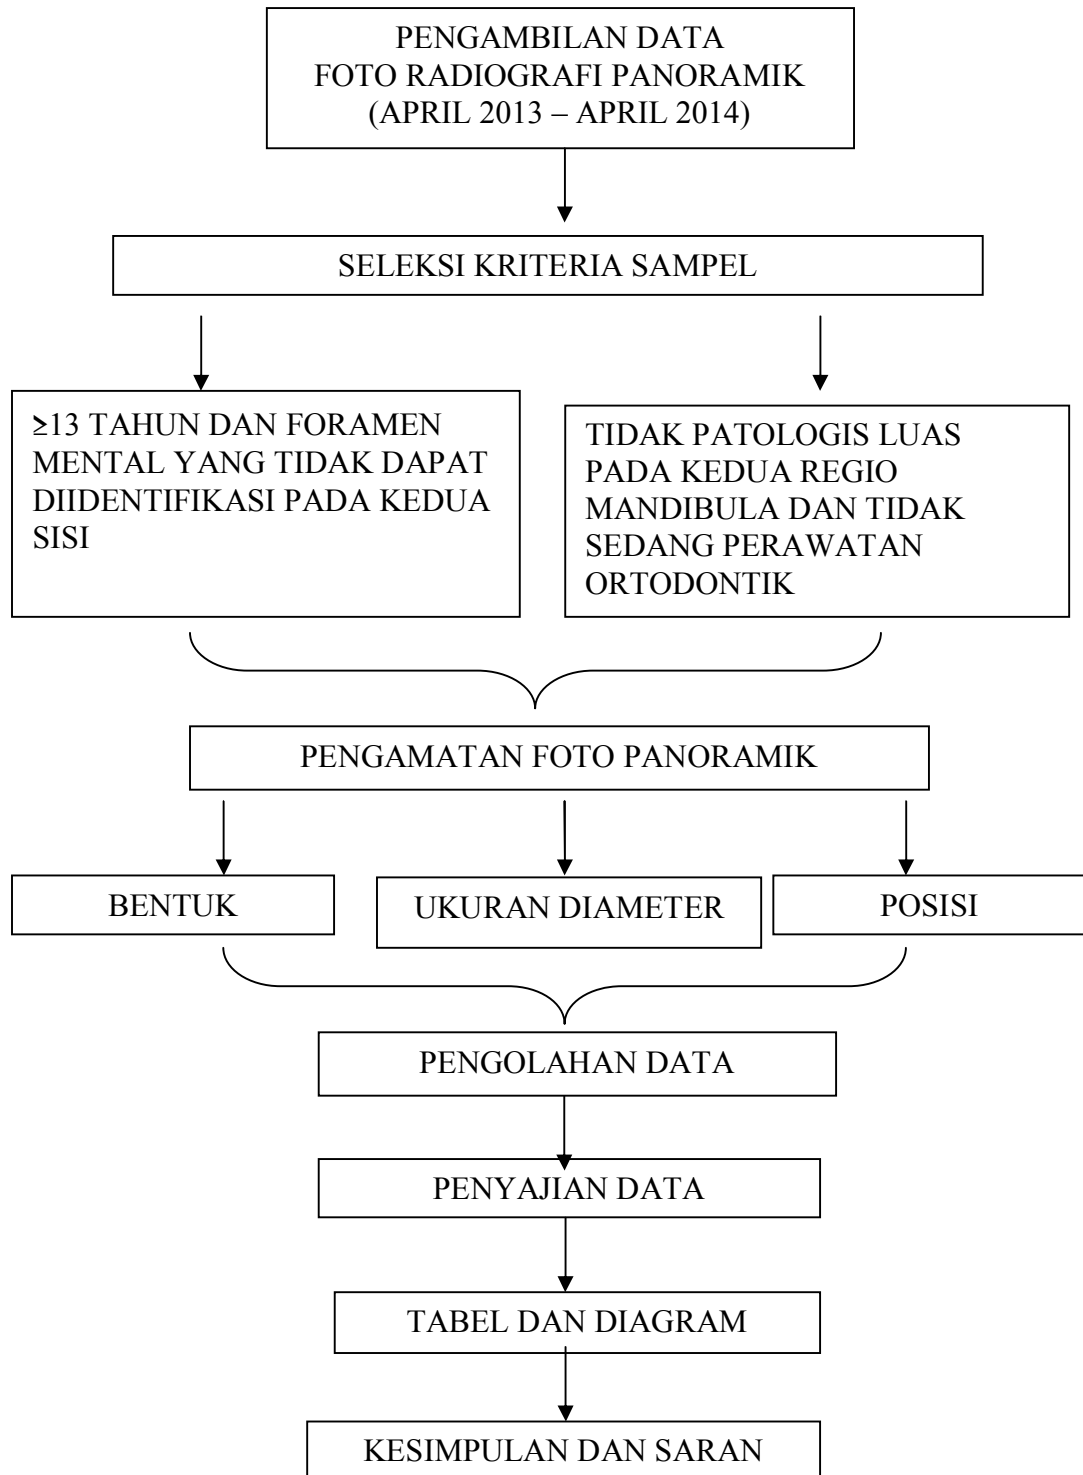 PENGAMBILAN DATA
FOTO RADIOGRAFI PANORAMIK
(APRIL 2013 – APRIL 2014)
SELEKSI KRITERIA SAMPEL
≥13 TAHUN DAN FORAMEN
MENTAL YANG TIDAK DAPAT
DIIDENTIFIKASI PADA KEDUA
SISI
TIDAK PATOLOGIS LUAS
PADA KEDUA REGIO
MANDIBULA DAN TIDAK
SEDANG PERAWATAN
ORTODONTIK
PENGAMATAN FOTO PANORAMIK
BENTUK
UKURAN DIAMETER
POSISI
PENGOLAHAN DATA
PENYAJIAN DATA
TABEL DAN DIAGRAM
KESIMPULAN DAN SARAN